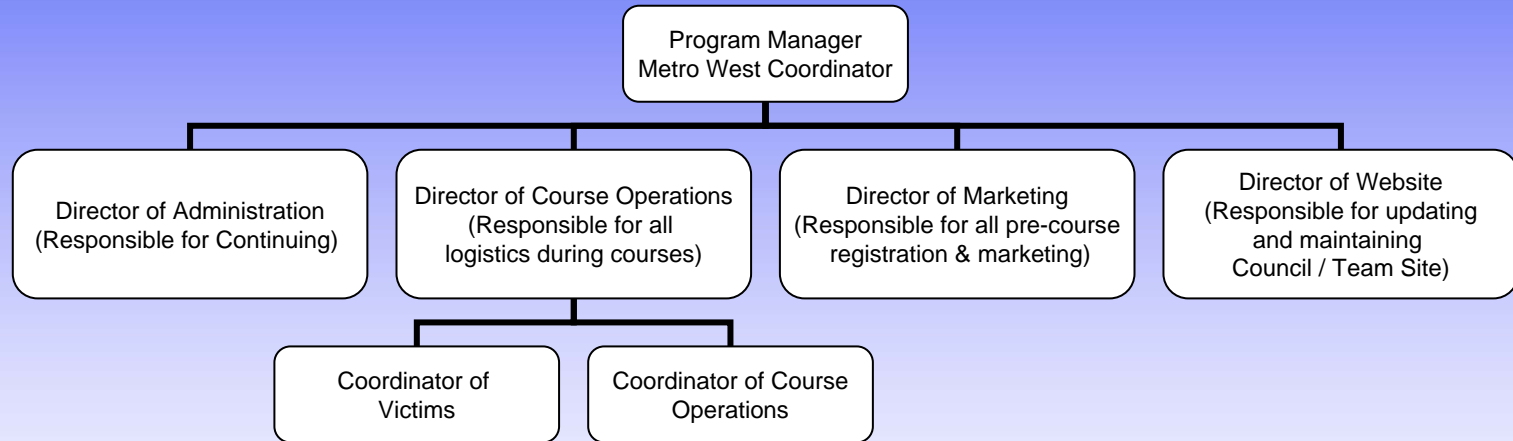 Program Manager
Metro West Coordinator
Director of Administration
(Responsible for Continuing)
Director of Course Operations
(Responsible for all
logistics during courses)
Director of Marketing
(Responsible for all pre-course
registration & marketing)
Director of Website
(Responsible for updating
and maintaining
Council / Team Site)
Coordinator of
Victims
Coordinator of Course
Operations